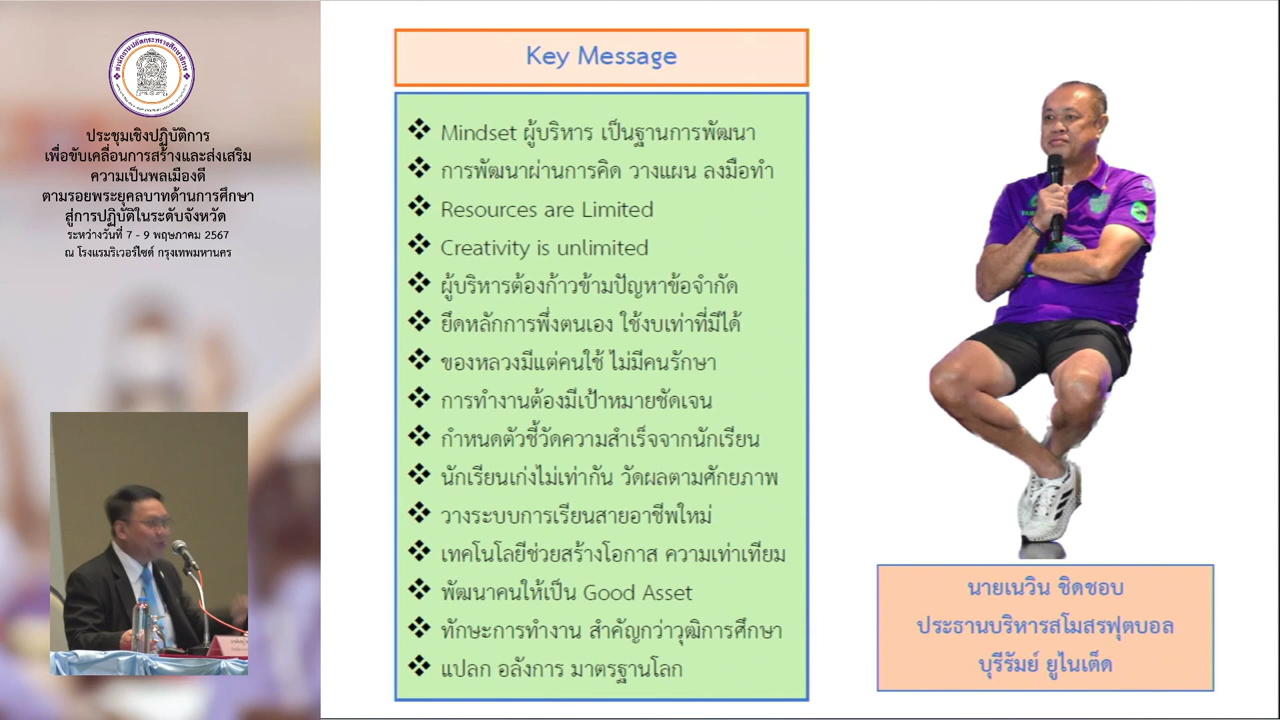 สำนักงานปลัดกระทรวงศึกษาธิการ
ประชุมเชิงปฏิบัติการ
เพื่อขับเคลื่อนการสร้างและส่งเสริม
ความเป็นพลเมืองดี
ตามรอยพระยุคลบาทด้านการศึกษา
สู่การปฏิบัติในระดับจังหวัด
ระหว่างวันที่ 7 - 9 พฤษภาคม 2567
ณ โรงแรมริเวอร์ไซด์ กรุงเทพมหานคร
Key Message
❖ Mindset ผู้บริหาร เป็นฐานการพัฒนา
❖ การพัฒนาผ่านการคิด วางแผน ลงมือทำ
❖ Resources are Limited
❖ Creativity is unlimited
❖ ผู้บริหารต้องก้าวข้ามปัญหาข้อจำกัด
❖ ยึดหลักการพึ่งตนเอง ใช้งบเท่าที่มีได้
❖ ของหลวงมีแต่คนใช้ ไม่มีคนรักษา
❖ การทำงานต้องมีเป้าหมายชัดเจน
❖ กำหนดตัวชี้วัดความสำเร็จจากนักเรียน
❖ นักเรียนเก่งไม่เท่ากัน วัดผลตามศักยภาพ
❖ วางระบบการเรียนสายอาชีพใหม่
❖ เทคโนโลยีช่วยสร้างโอกาส ความเท่าเทียม
❖ พัฒนาคนให้เป็น Good Asset
❖ ทักษะการทำงาน สำคัญกว่าวุฒิการศึกษา
❖ แปลก อลังการ มาตรฐานโลก
นายเนวิน ชิดชอบ
ประธานบริหารสโมสรฟุตบอล
บุรีรัมย์ ยูไนเต็ด